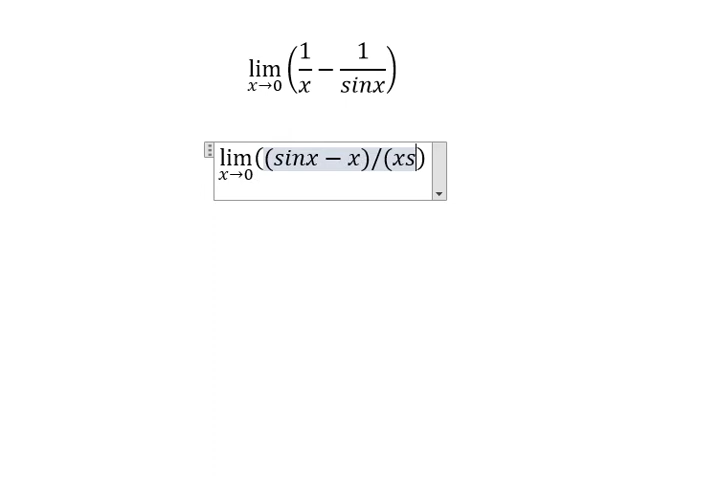 lim x→0 (1/x − 1/sinx)
lim x→0 ((sinx − x)/(xs)